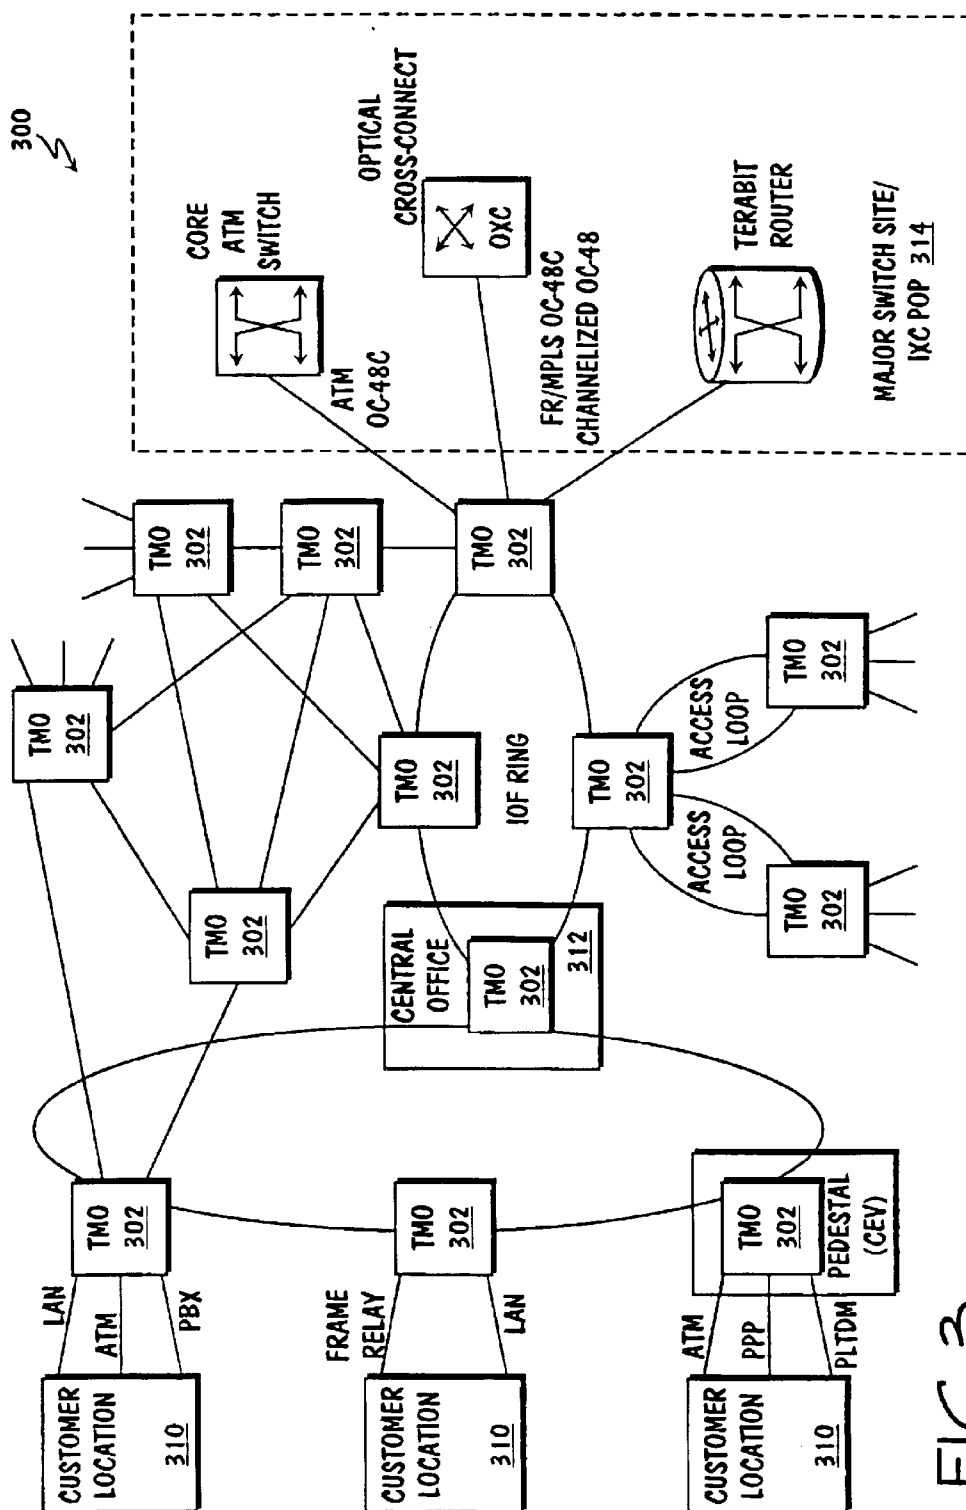 300
CORE
ATM
SWITCH
OPTICAL
CROSS-CONNECT
OXC
TERABIT
ROUTER
ATM
OC-48C
FR/MPLS OC-48C
CHANNELIZED OC-48
MAJOR SWITCH SITE/
IXC POP 314
TMO
302
TMO
302
TMO
302
TMO
302
TMO
302
TMO
302
IOF RING
TMO
302
ACCESS
LOOP
ACCESS
LOOP
TMO
302
TMO
302
CENTRAL
OFFICE
TMO
302
312
TMO
302
TMO
302
TMO
302
PEDESTAL
(CEV)
LAN
ATM
PBX
FRAME
RELAY
LAN
ATM
PPP
PLTDM
CUSTOMER
LOCATION
310
CUSTOMER
LOCATION
310
CUSTOMER
LOCATION
310
FIG 3